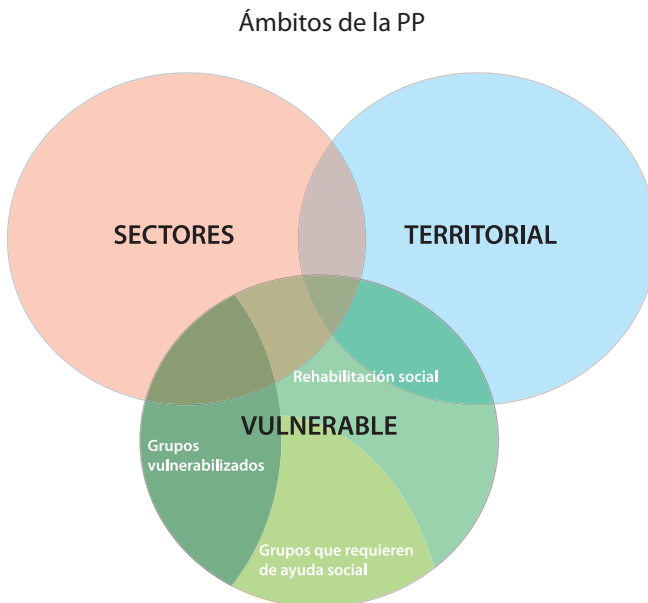 Ámbitos de la PP
SECTORES
TERRITORIAL
Rehabilitación social
VULNERABLE
Grupos
vulnerabilizados
Grupos que requieren
de ayuda social